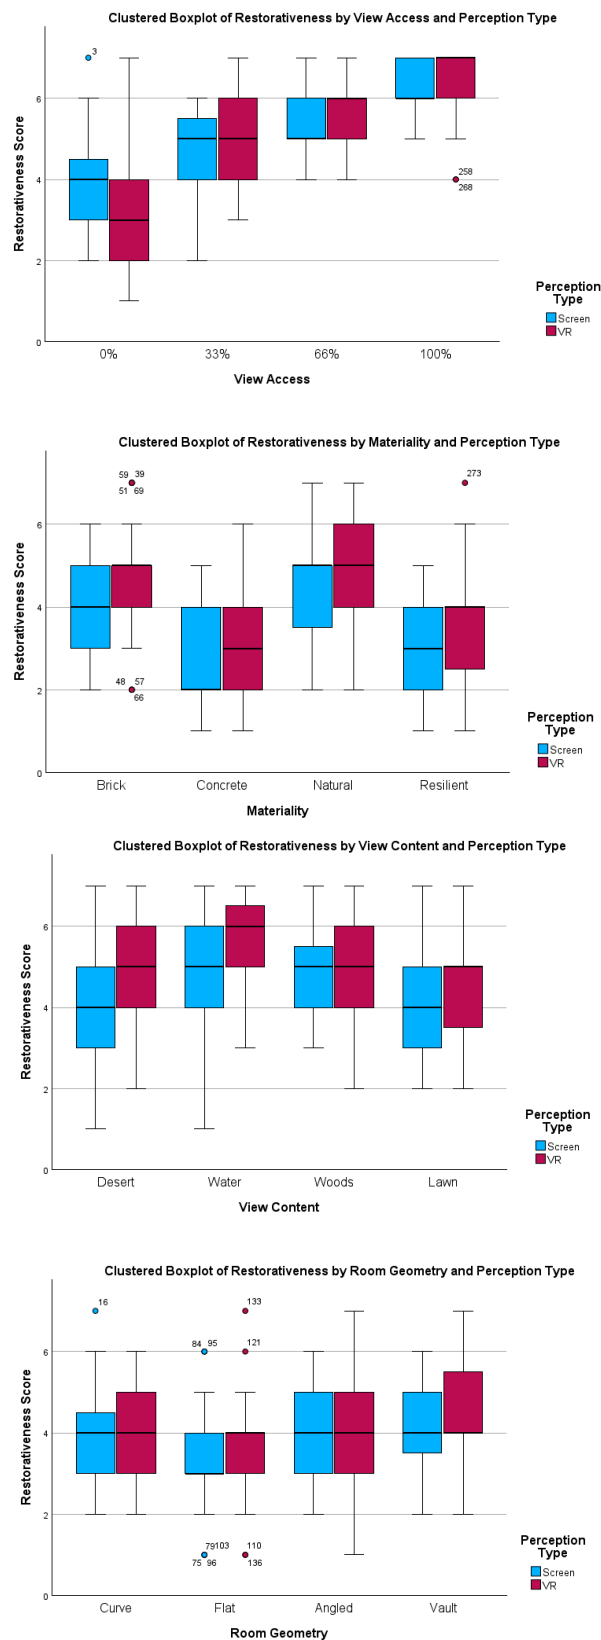 Clustered Boxplot of Restorativeness by View Access and Perception Type
3
258
268
Restorativeness Score
6
4
2
0
0% 33% 66% 100%
View Access
Perception
Type
Screen
VR
Clustered Boxplot of Restorativeness by Materiality and Perception Type
59 39
51 69
273
48 57
66
Restorativeness Score
6
4
2
0
Brick Concrete Natural Resilient
Materiality
Perception
Type
Screen
VR
Clustered Boxplot of Restorativeness by View Content and Perception Type
Restorativeness Score
6
4
2
0
Desert Water Woods Lawn
View Content
Perception
Type
Screen
VR
Clustered Boxplot of Restorativeness by Room Geometry and Perception Type
16
133
84 95
121
79 103
75 96
110
136
Restorativeness Score
6
4
2
0
Curve Flat Angled Vault
Room Geometry
Perception
Type
Screen
VR